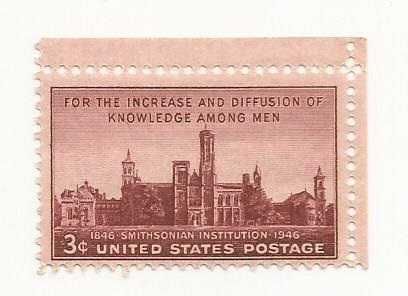 FOR THE INCREASE AND DIFFUSION OF
KNOWLEDGE AMONG MEN
1846·SMITHSONIAN INSTITUTION·1946
3¢ UNITED STATES POSTAGE